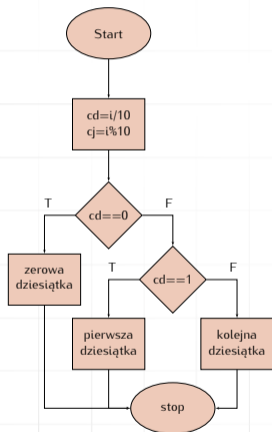 Start
cd=i/10
cj=i%10
cd==0
T
F
zerowa
dziesiątka
cd==1
T
F
pierwsza
dziesiątka
kolejna
dziesiątka
stop